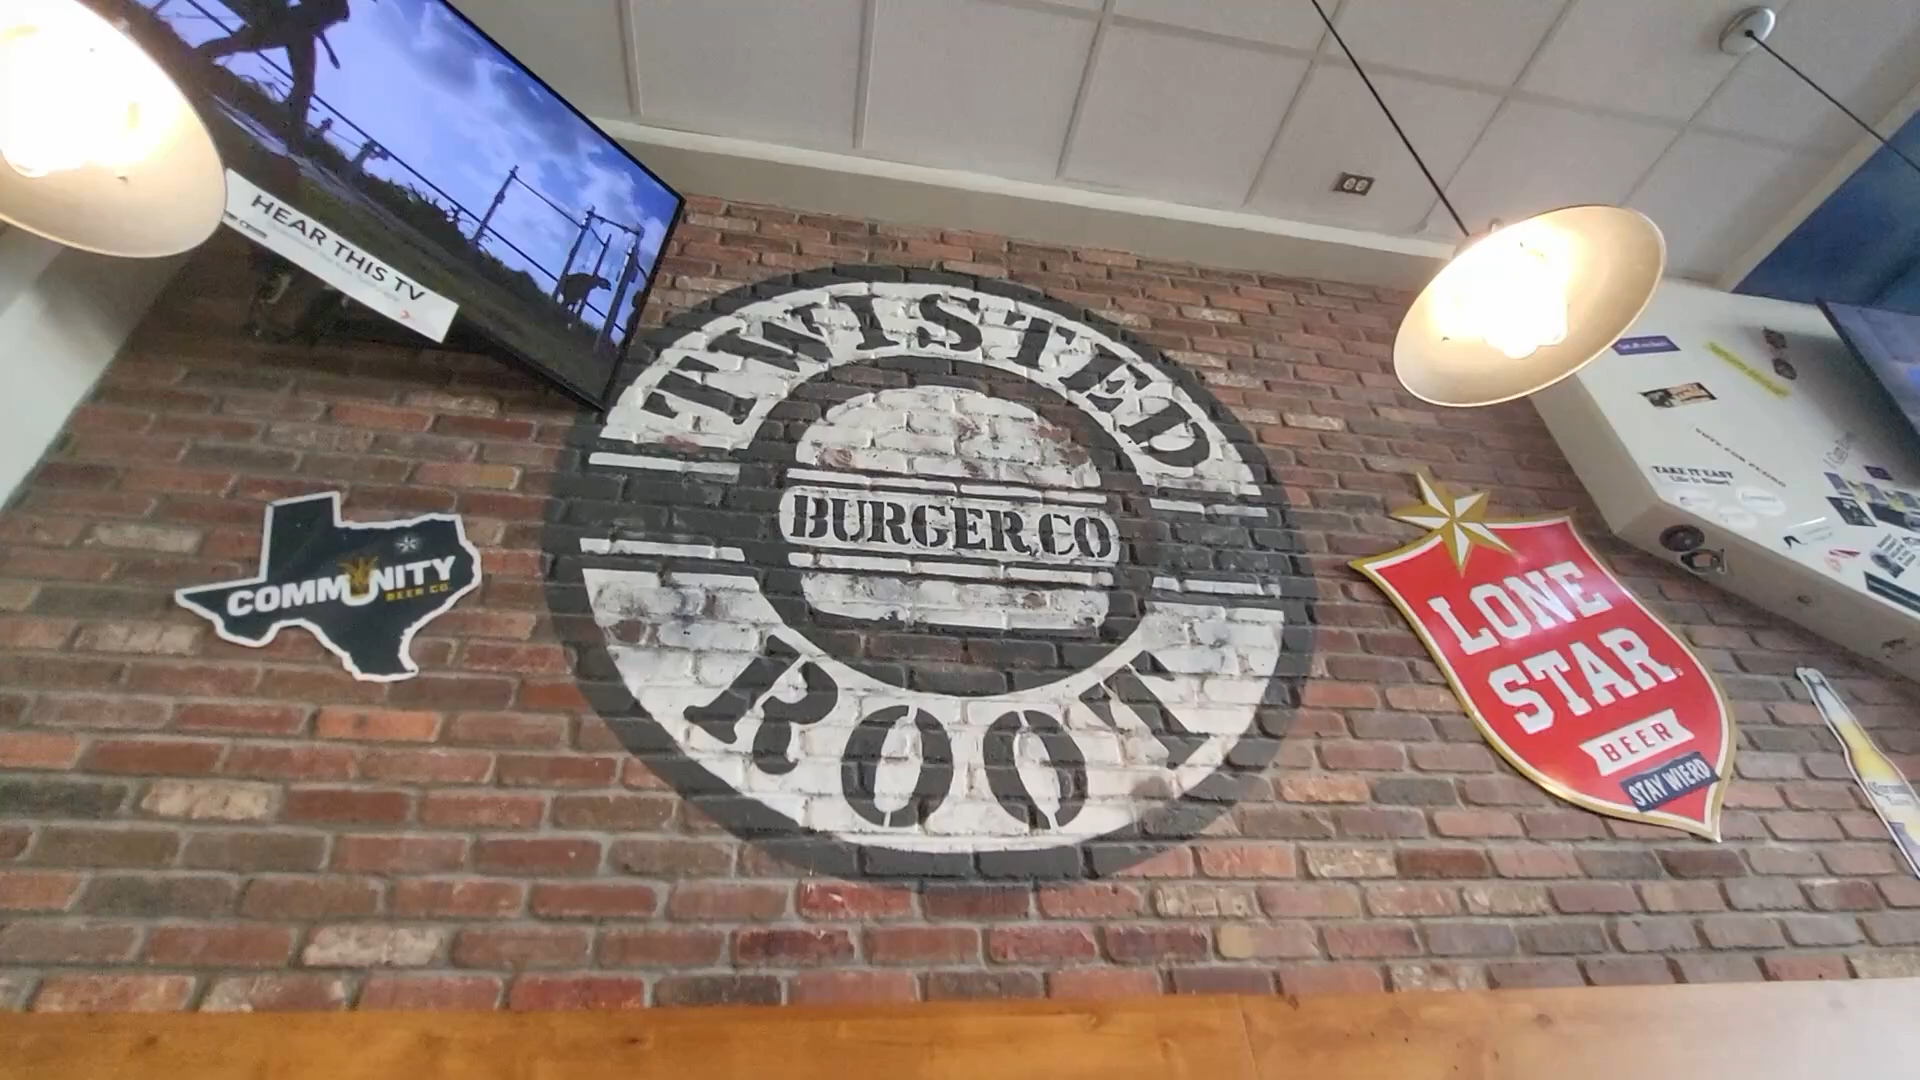 HEAR THIS TV
TWISTED
BURGER CO
ROOT
COMMUNITY
BEER CO.
LONE
STAR
BEER
STAY WIERD
TAKE IT EASY